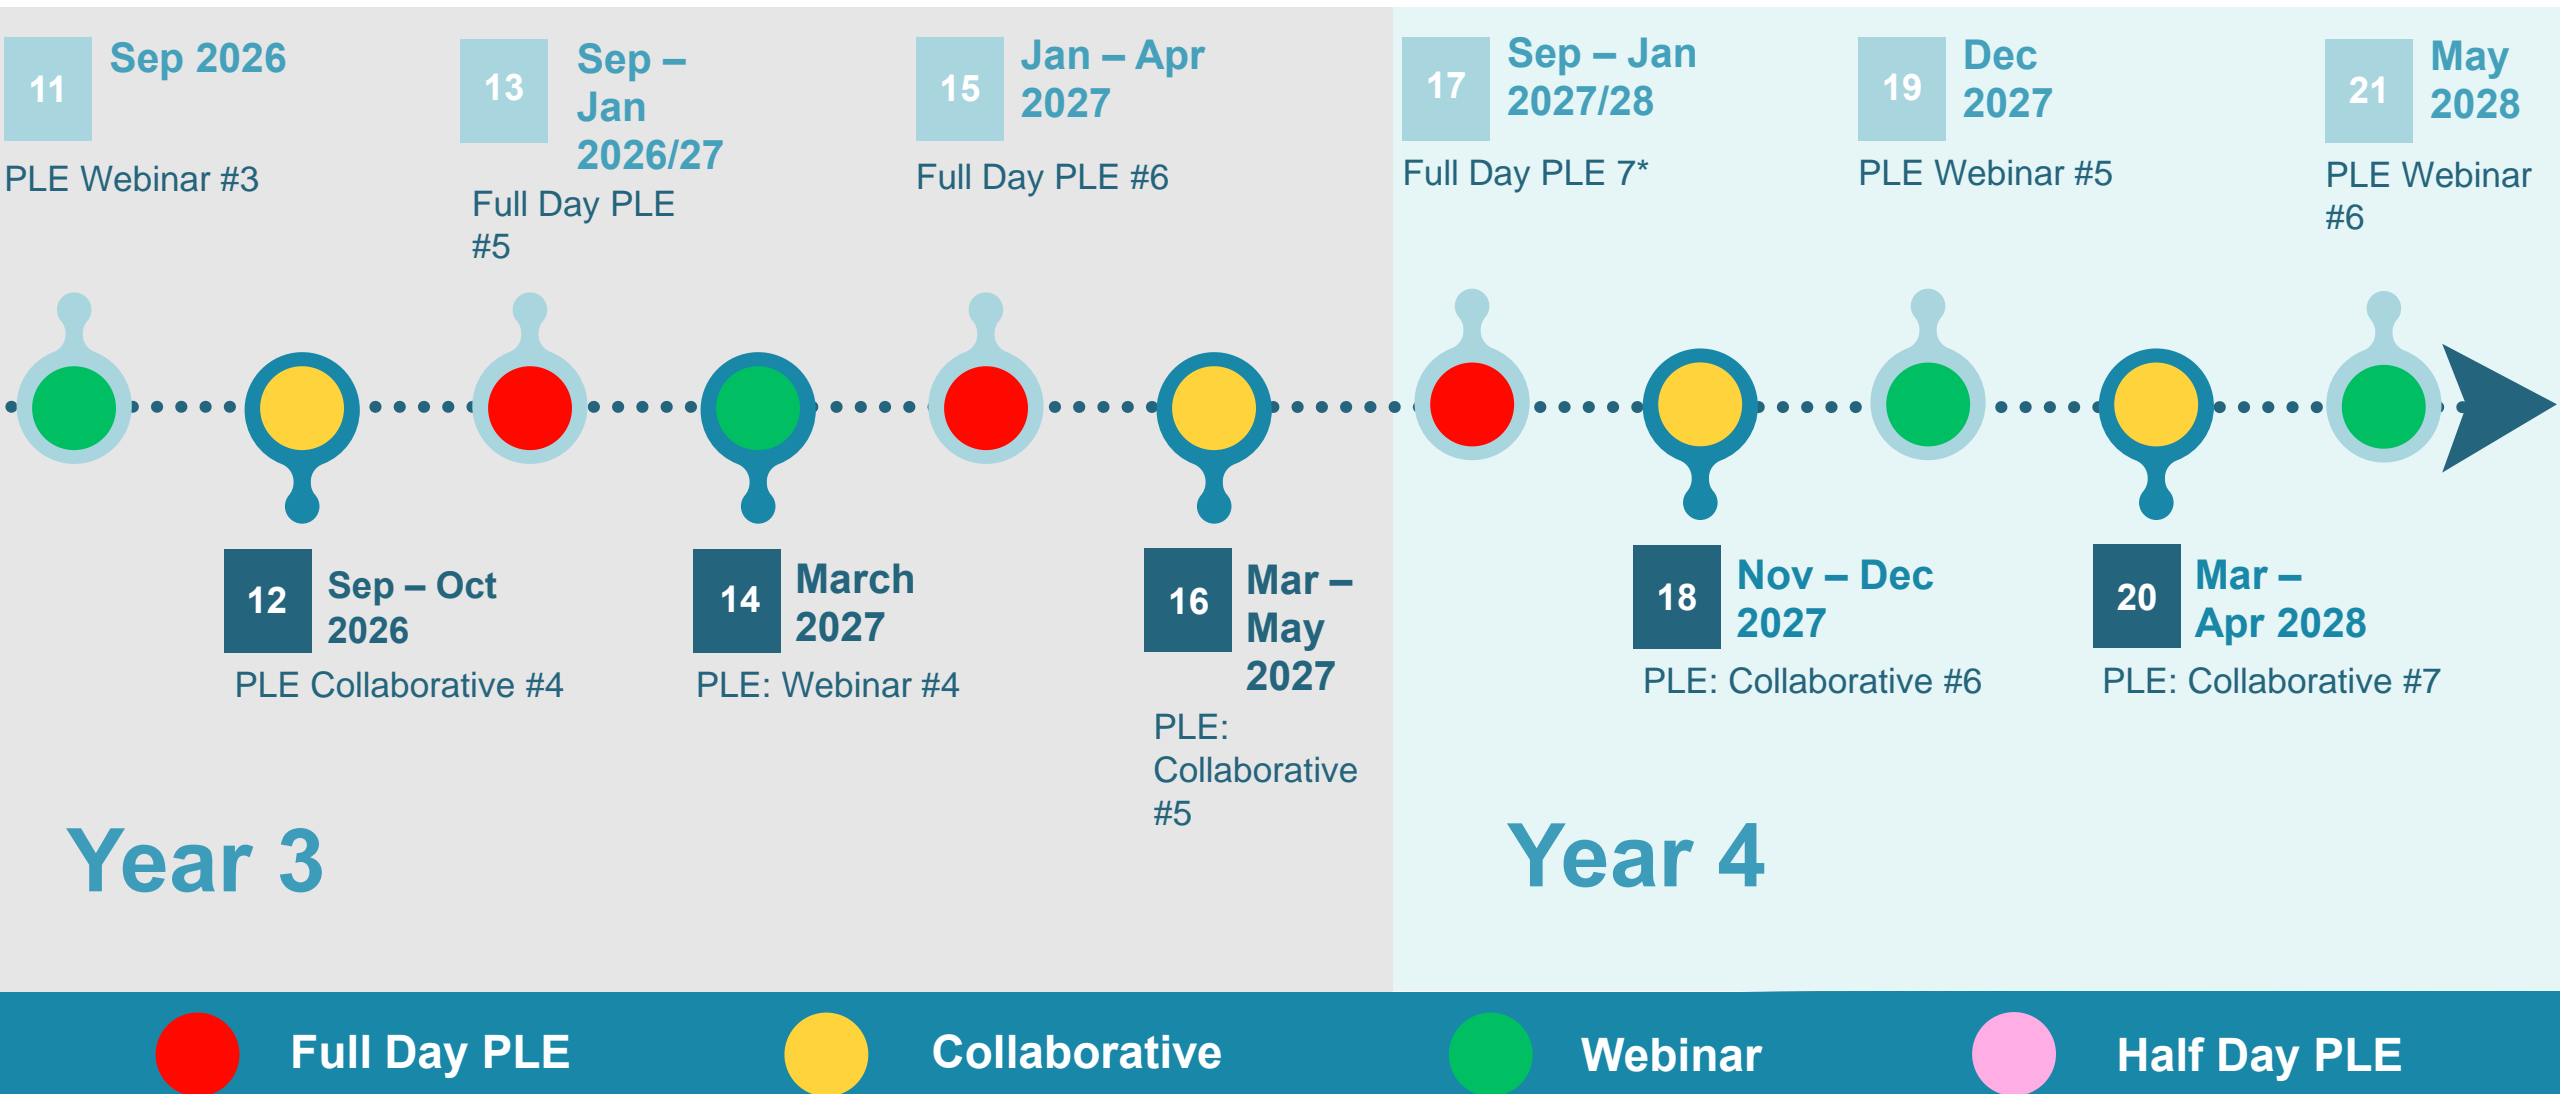 11
Sep 2026
PLE Webinar #3
13
Sep –
Jan
2026/27
Full Day PLE
#5
15
Jan – Apr
2027
Full Day PLE #6
17
Sep – Jan
2027/28
Full Day PLE 7*
19
Dec
2027
PLE Webinar #5
21
May
2028
PLE Webinar
#6
12
Sep – Oct
2026
PLE Collaborative #4
14
March
2027
PLE: Webinar #4
16
Mar –
May
2027
PLE:
Collaborative
#5
18
Nov – Dec
2027
PLE: Collaborative #6
20
Mar –
Apr 2028
PLE: Collaborative #7
Year 3
Year 4
Full Day PLE
Collaborative
Webinar
Half Day PLE